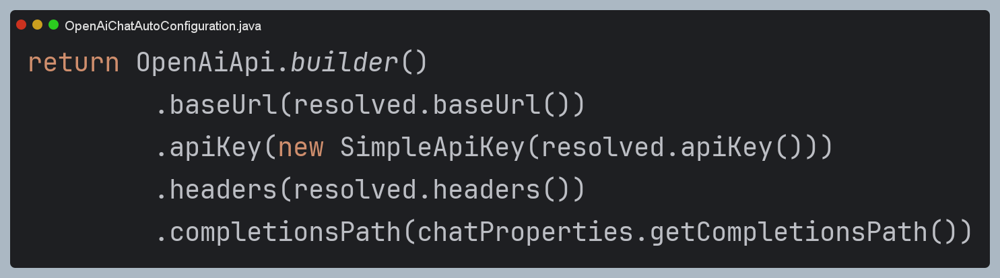 OpenAiChatAutoConfiguration.java
return OpenAiApi.builder()
.baseUrl(resolved.baseUrl())
.apiKey(new SimpleApiKey(resolved.apiKey()))
.headers(resolved.headers())
.completionsPath(chatProperties.getCompletionsPath())